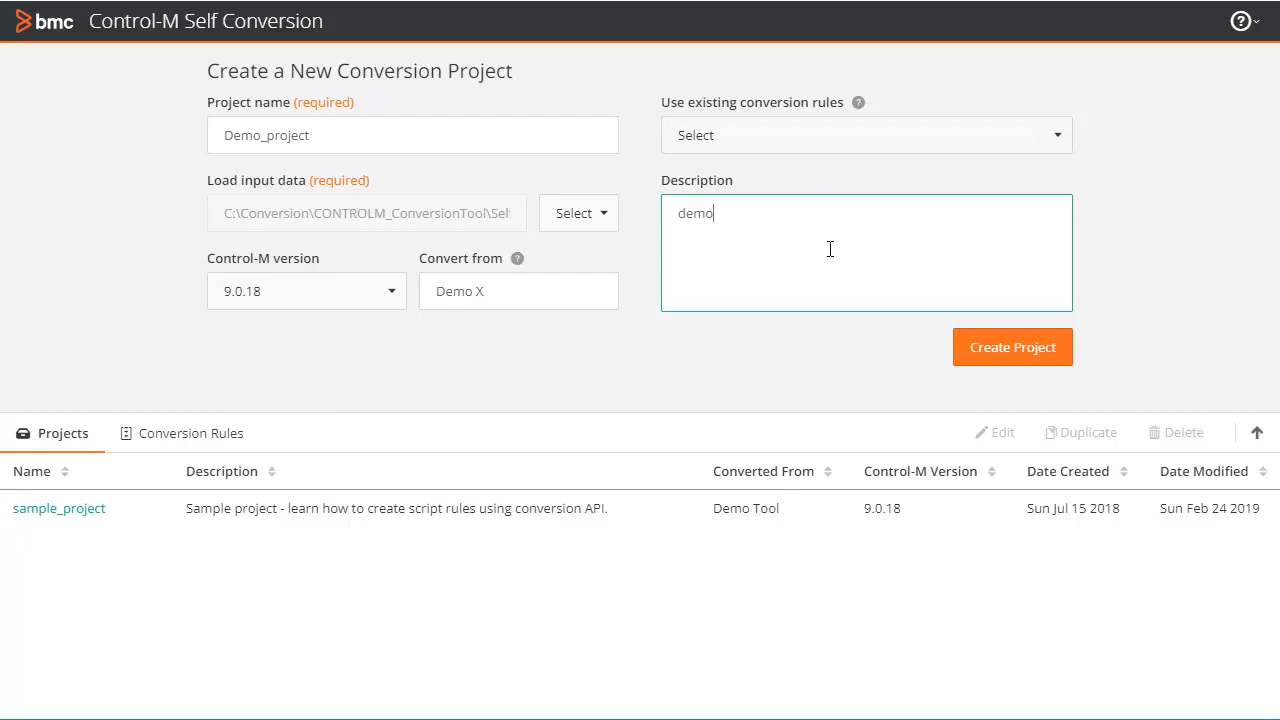 bmc Control-M Self Conversion
Create a New Conversion Project
Project name (required)
Demo_project
Use existing conversion rules
Select
Load input data (required)
C:\Conversion\CONTROLM_ConversionTool\Sel
Select
Description
demo
Control-M version
9.0.18
Convert from
Demo X
Create Project
Projects
Conversion Rules
Edit
Duplicate
Delete
Name Description Converted From Control-M Version Date Created Date Modified
sample_project Sample project - learn how to create script rules using conversion API. Demo Tool 9.0.18 Sun Jul 15 2018 Sun Feb 24 2019